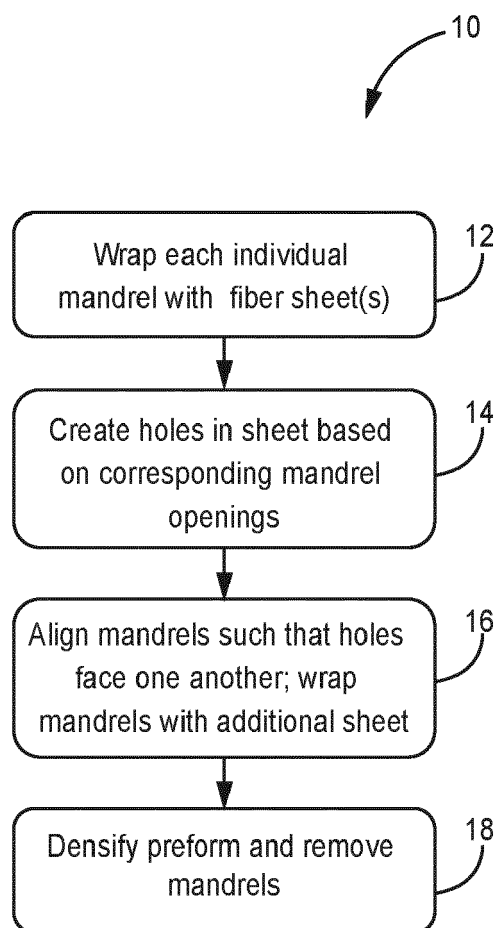 10
Wrap each individual
mandrel with fiber sheet(s)
12
Create holes in sheet based
on corresponding mandrel
openings
14
Align mandrels such that holes
face one another; wrap
mandrels with additional sheet
16
Densify preform and remove
mandrels
18